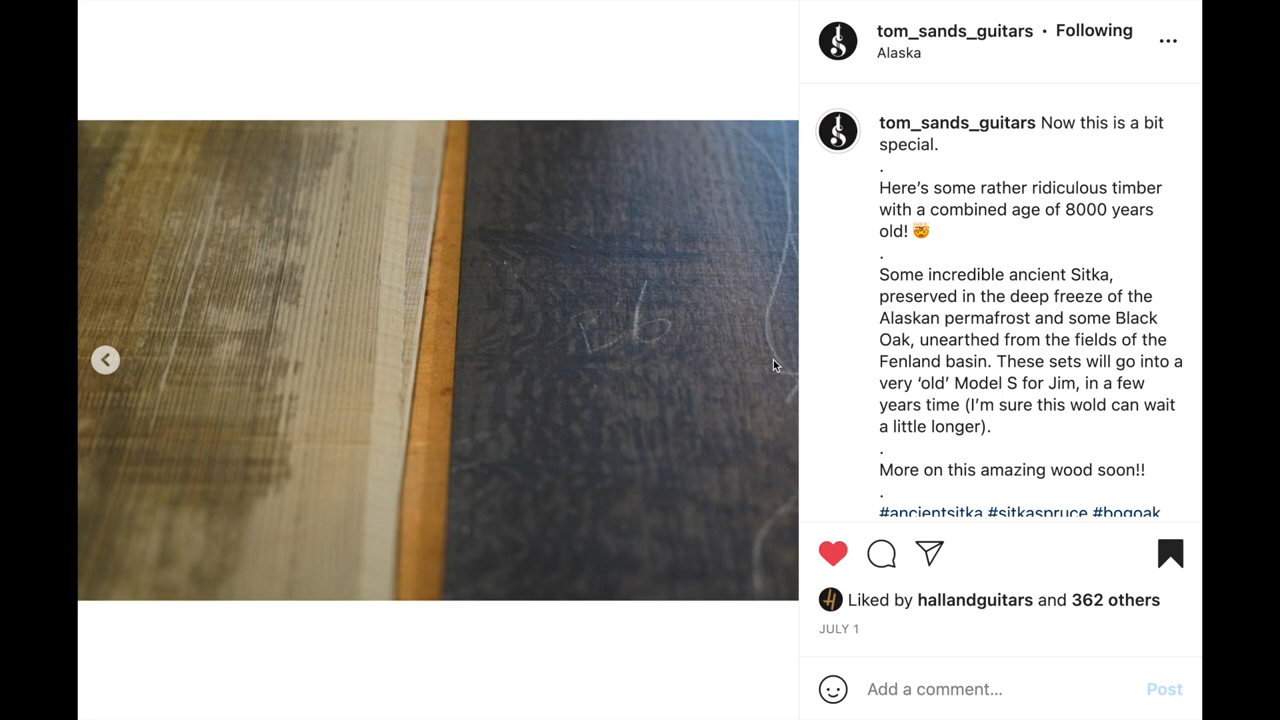 tom_sands_guitars • Following
Alaska
tom_sands_guitars Now this is a bit
special.
.
Here's some rather ridiculous timber
with a combined age of 8000 years
old! 🤯
.
Some incredible ancient Sitka,
preserved in the deep freeze of the
Alaskan permafrost and some Black
Oak, unearthed from the fields of the
Fenland basin. These sets will go into a
very ‘old’ Model S for Jim, in a few
years time (I'm sure this wold can wait
a little longer).
.
More on this amazing wood soon!!
.
#ancientsitka #sitkaspruce #bogoak
Liked by hallandguitars and 362 others
JULY 1
Add a comment... Post